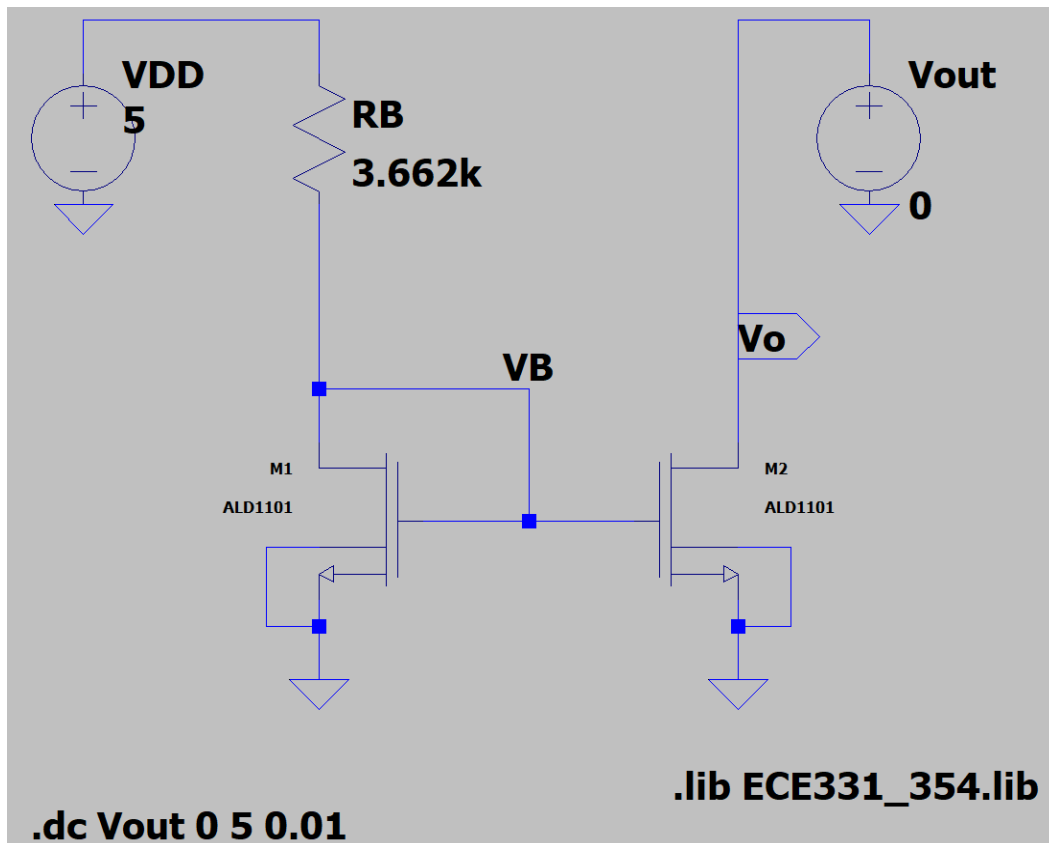 VDD
5
RB
3.662k
Vout
0
Vo
VB
M1
ALD1101
M2
ALD1101
.lib ECE331_354.lib
.dc Vout 0 5 0.01